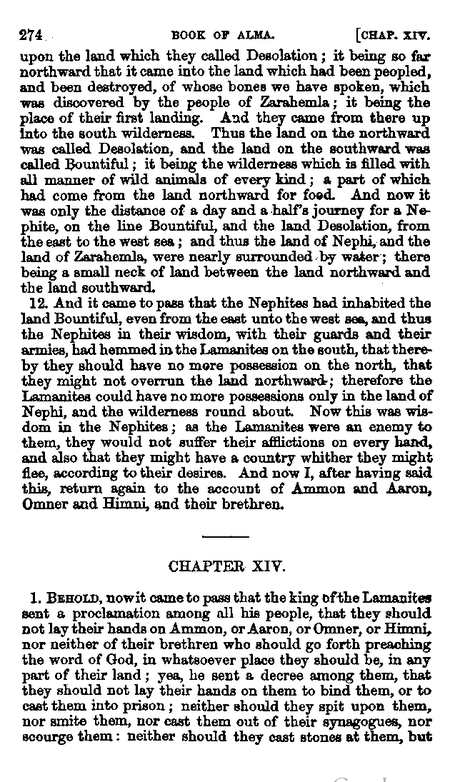 274 BOOK OF ALMA. [CHAP. XIV.
upon the land which they called Desolation; it being so far
northward that it came into the land which had been peopled,
and been destroyed, of whose bones we have spoken, which
was discovered by the people of Zarahemla; it being the
place of their first landing. And they came from there up
into the south wilderness. Thus the land on the northward
was called Desolation, and the land on the southward was
called Bountiful; it being the wilderness which is filled with
all manner of wild animals of every kind; a part of which
had come from the land northward for food. And now it
was only the distance of a day and a half's journey for a Ne-
phite, on the line Bountiful, and the land Desolation, from
the east to the west sea; and thus the land of Nephi, and the
land of Zarahemla, were nearly surrounded by water; there
being a small neck of land between the land northward and
the land southward.
12. And it came to pass that the Nephites had inhabited the
land Bountiful, even from the east unto the west sea, and thus
the Nephites in their wisdom, with their guards and their
armies, had hemmed in the Lamanites on the south, that there-
by they should have no more possession on the north, that
they might not overrun the land northward; therefore the
Lamanites could have no more possessions only in the land of
Nephi, and the wilderness round about. Now this was wis-
dom in the Nephites; as the Lamanites were an enemy to
them, they would not suffer their afflictions on every hand,
and also that they might have a country whither they might
flee, according to their desires. And now I, after having said
this, return again to the account of Ammon and Aaron,
Omner and Himni, and their brethren.
CHAPTER XIV.
1. BEHOLD, now it came to pass that the king of the Lamanites
sent a proclamation among all his people, that they should
not lay their hands on Ammon, or Aaron, or Omner, or Himni,
nor neither of their brethren who should go forth preaching
the word of God, in whatsoever place they should be, in any
part of their land; yea, he sent a decree among them, that
they should not lay their hands on them to bind them, or to
cast them into prison; neither should they spit upon them,
nor smite them, nor cast them out of their synagogues, nor
scourge them: neither should they cast stones at them, but